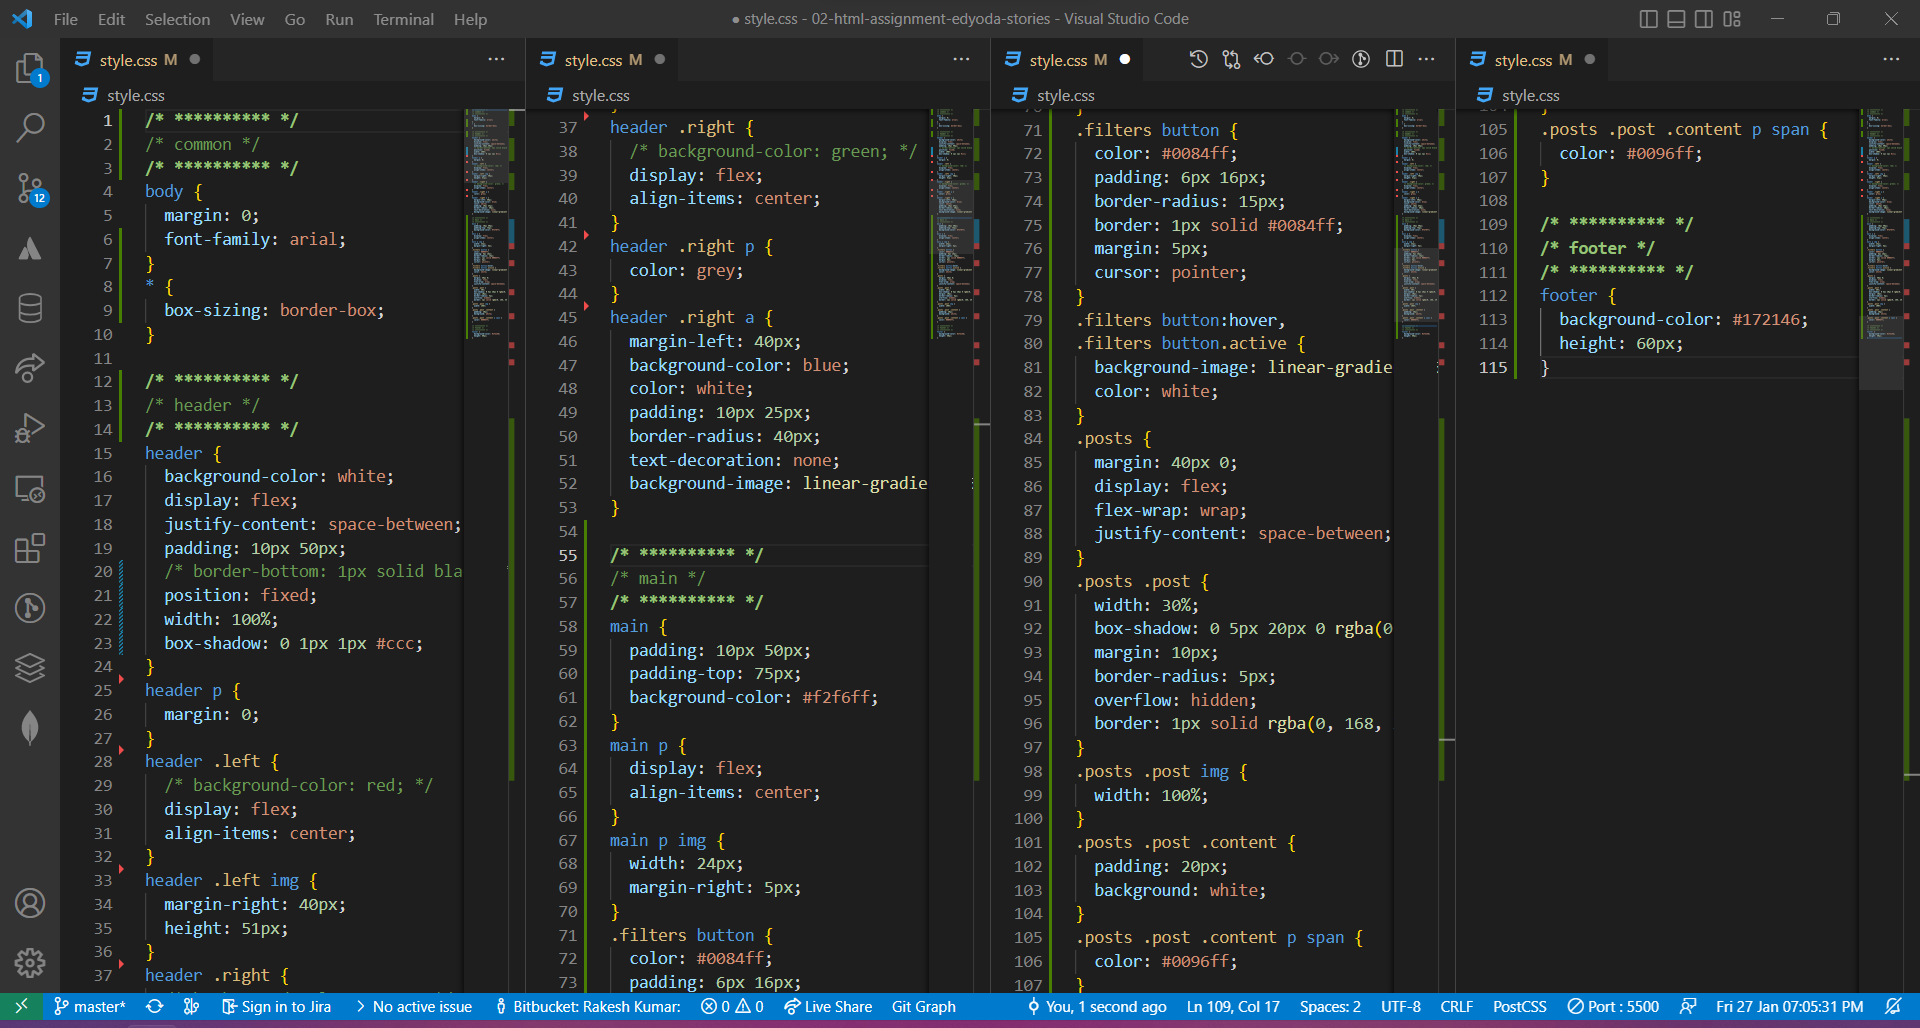 File Edit Selection View Go Run Terminal Help
● style.css - 02-html-assignment-edyoda-stories - Visual Studio Code
1
12
style.css M
style.css
1 /* ********** */
2 /* common */
3 /* ********** */
4 body {
5 margin: 0;
6 font-family: arial;
7 }
8 * {
9 box-sizing: border-box;
10 }
11
12 /* ********** */
13 /* header */
14 /* ********** */
15 header {
16 background-color: white;
17 display: flex;
18 justify-content: space-between;
19 padding: 10px 50px;
20 /* border-bottom: 1px solid bla
21 position: fixed;
22 width: 100%;
23 box-shadow: 0 1px 1px #ccc;
24 }
25 header p {
26 margin: 0;
27 }
28 header .left {
29 /* background-color: red; */
30 display: flex;
31 align-items: center;
32 }
33 header .left img {
34 margin-right: 40px;
35 height: 51px;
36 }
37 header .right {
style.css M
style.css
37 header .right {
38 /* background-color: green; */
39 display: flex;
40 align-items: center;
41 }
42 header .right p {
43 color: grey;
44 }
45 header .right a {
46 margin-left: 40px;
47 background-color: blue;
48 color: white;
49 padding: 10px 25px;
50 border-radius: 40px;
51 text-decoration: none;
52 background-image: linear-gradie
53 }
54
55 /* ********** */
56 /* main */
57 /* ********** */
58 main {
59 padding: 10px 50px;
60 padding-top: 75px;
61 background-color: #f2f6ff;
62 }
63 main p {
64 display: flex;
65 align-items: center;
66 }
67 main p img {
68 width: 24px;
69 margin-right: 5px;
70 }
71 .filters button {
72 color: #0084ff;
73 padding: 6px 16px;
style.css M ●
style.css
71 .filters button {
72 color: #0084ff;
73 padding: 6px 16px;
74 border-radius: 15px;
75 border: 1px solid #0084ff;
76 margin: 5px;
77 cursor: pointer;
78 }
79 .filters button:hover,
80 .filters button.active {
81 background-image: linear-gradie
82 color: white;
83 }
84 .posts {
85 margin: 40px 0;
86 display: flex;
87 flex-wrap: wrap;
88 justify-content: space-between;
89 }
90 .posts .post {
91 width: 30%;
92 box-shadow: 0 5px 20px 0 rgba(0
93 margin: 10px;
94 border-radius: 5px;
95 overflow: hidden;
96 border: 1px solid rgba(0, 168,
97 }
98 .posts .post img {
99 width: 100%;
100 }
101 .posts .post .content {
102 padding: 20px;
103 background: white;
104 }
105 .posts .post .content p span {
106 color: #0096ff;
107 }
style.css M
style.css
105 .posts .post .content p span {
106 color: #0096ff;
107 }
108
109 /* ********** */
110 /* footer */
111 /* ********** */
112 footer {
113 background-color: #172146;
114 height: 60px;
115 }
master* Sign in to Jira No active issue Bitbucket: Rakesh Kumar: 0 0 Live Share Git Graph You, 1 second ago Ln 109, Col 17 Spaces: 2 UTF-8 CRLF PostCSS Port : 5500 Fri 27 Jan 07:05:31 PM